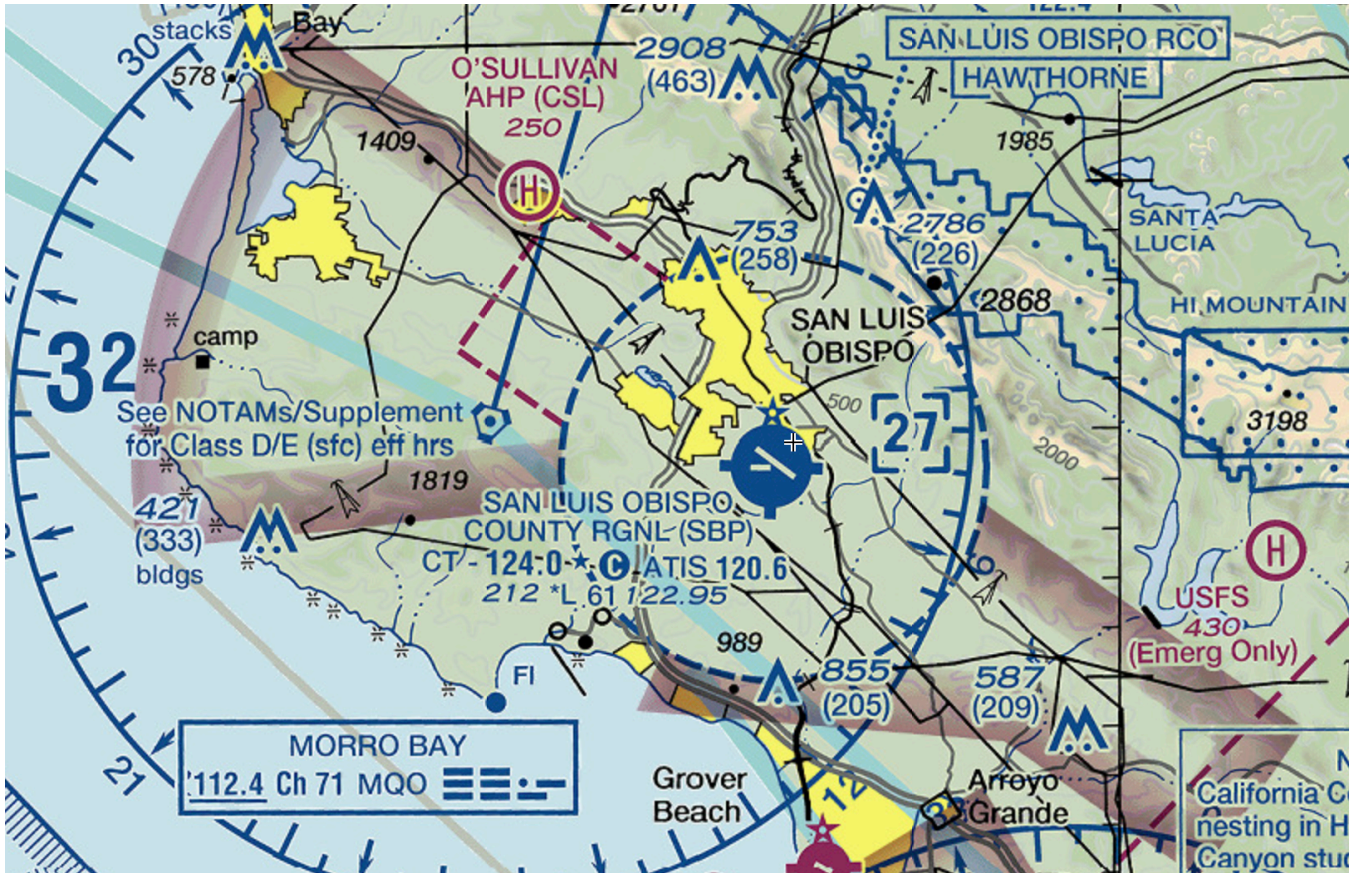 stacks
Bay
30
578
2908
(463)
SAN LUIS OBISPO RCO
HAWTHORNE
O'SULLIVAN
AHP (CSL)
250
H
1409
1985
3
SANTA
LUCIA
753
(258)
2786
(226)
2868
HI MOUNTAIN
camp
32
SAN LUIS
OBISPO
500
27
2000
3198
See NOTAMs/Supplement
for Class D/E (sfc) eff hrs
1819
421
(333)
bldgs
SAN LUIS OBISPO
COUNTY RGNL (SBP)
CT - 124.0 C ATIS 120.6
212 *L 61 122.95
6
H
USFS
430
(Emerg Only)
989
855
(205)
587
(209)
Fl
21
MORRO BAY
112.4 Ch 71 MQO
Grover
Beach
12
Arroyo
Grande
California C
nesting in H
Canyon stu